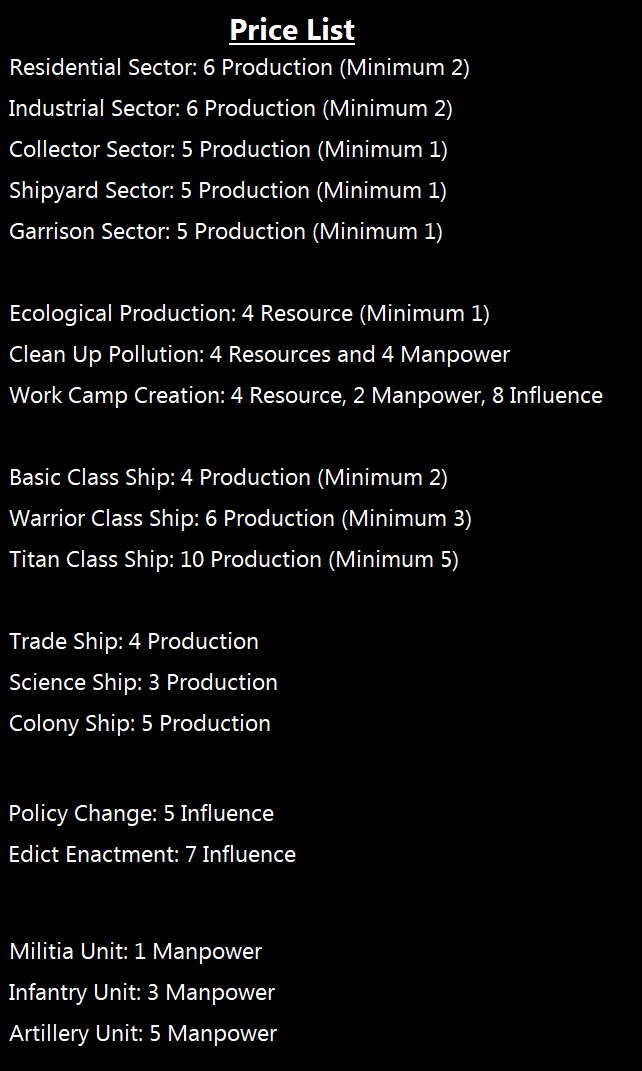 Price List
Residential Sector: 6 Production (Minimum 2)
Industrial Sector: 6 Production (Minimum 2)
Collector Sector: 5 Production (Minimum 1)
Shipyard Sector: 5 Production (Minimum 1)
Garrison Sector: 5 Production (Minimum 1)
Ecological Production: 4 Resource (Minimum 1)
Clean Up Pollution: 4 Resources and 4 Manpower
Work Camp Creation: 4 Resource, 2 Manpower, 8 Influence
Basic Class Ship: 4 Production (Minimum 2)
Warrior Class Ship: 6 Production (Minimum 3)
Titan Class Ship: 10 Production (Minimum 5)
Trade Ship: 4 Production
Science Ship: 3 Production
Colony Ship: 5 Production
Policy Change: 5 Influence
Edict Enactment: 7 Influence
Militia Unit: 1 Manpower
Infantry Unit: 3 Manpower
Artillery Unit: 5 Manpower